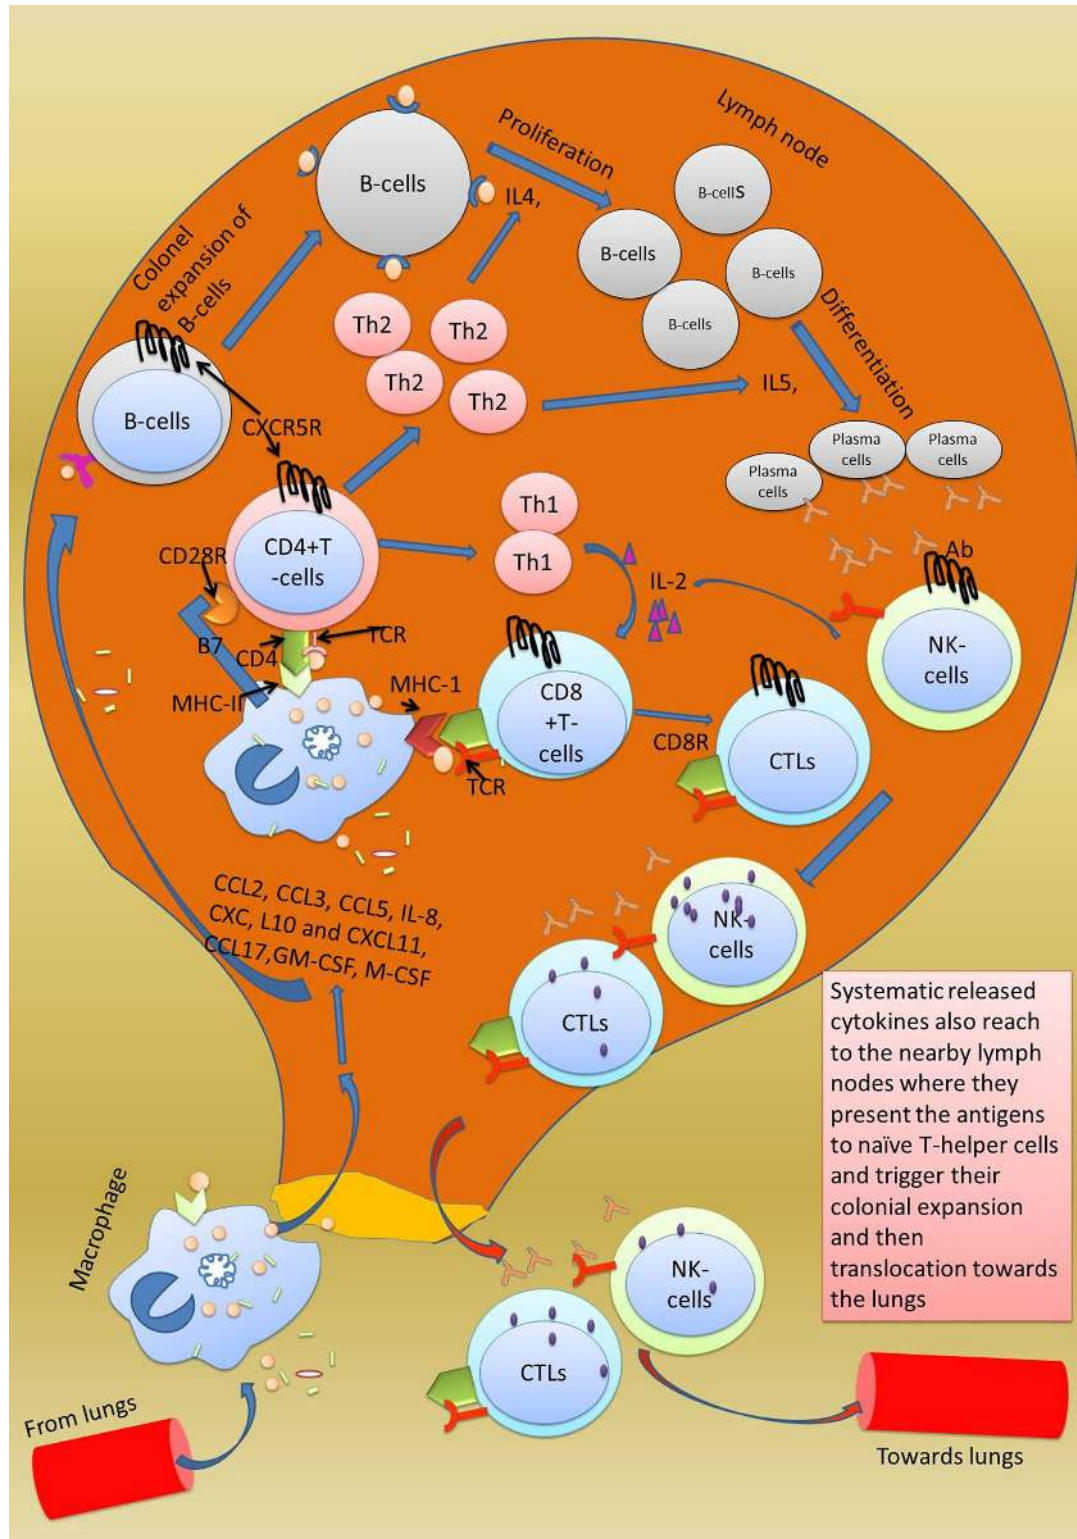 Lymph node
Proliferation
B-cells
IL4,
B-cellS
B-cells
B-cells
B-cells
Colonel
expansion of
B-cells
Th2
Th2
Th2
Th2
Differentiation
IL5,
B-cells
CXCR5R
Plasma
cells
Plasma
cells
Plasma
cells
Th1
Th1
CD4+T
-cells
CD28R
IL-2
Ab
B7
CD4
TCR
NK-
cells
MHC-II
MHC-1
CD8
+T-
cells
CD8R
CTLs
TCR
CCL2, CCL3, CCL5, IL-8,
CXC, L10 and CXCL11,
CCL17,GM-CSF, M-CSF
NK-
cells
CTLs
Systematic released
cytokines also reach
to the nearby lymph
nodes where they
present the antigens
to naïve T-helper cells
and trigger their
colonial expansion
and then
translocation towards
the lungs
Macrophage
NK-
cells
CTLs
From lungs
Towards lungs